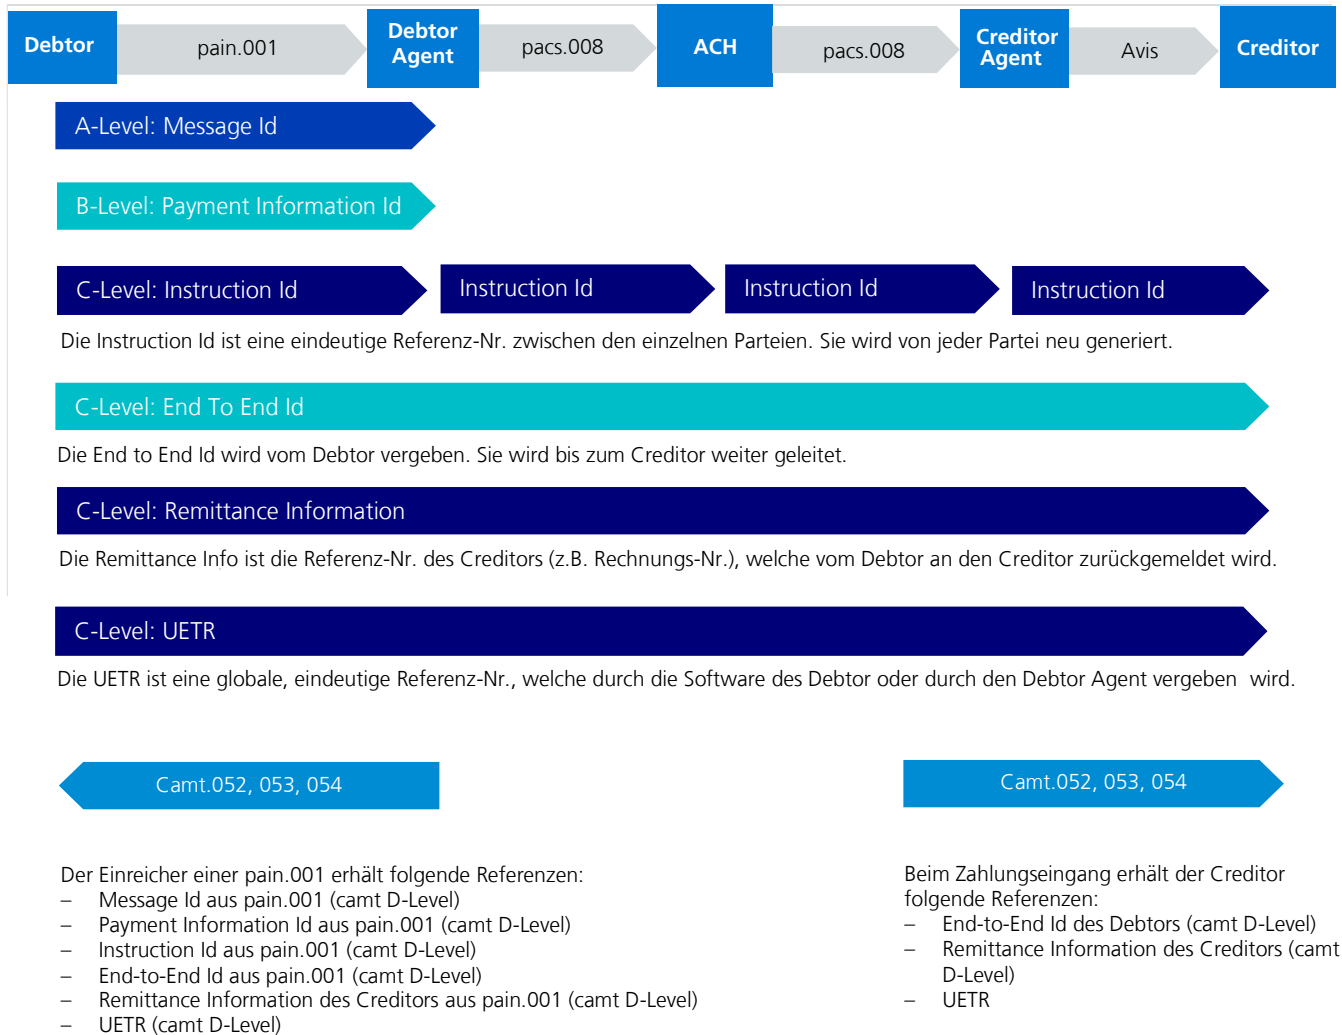 Debtor
pain.001
Debtor
Agent
pacs.008
ACH
pacs.008
Creditor
Agent
Avis
Creditor
A-Level: Message Id
B-Level: Payment Information Id
C-Level: Instruction Id
Instruction Id
Instruction Id
Instruction Id
Die Instruction Id ist eine eindeutige Referenz-Nr. zwischen den einzelnen Parteien. Sie wird von jeder Partei neu generiert.
C-Level: End To End Id
Die End to End Id wird vom Debtor vergeben. Sie wird bis zum Creditor weiter geleitet.
C-Level: Remittance Information
Die Remittance Info ist die Referenz-Nr. des Creditors (z.B. Rechnungs-Nr.), welche vom Debtor an den Creditor zurückgemeldet wird.
C-Level: UETR
Die UETR ist eine globale, eindeutige Referenz-Nr., welche durch die Software des Debtor oder durch den Debtor Agent vergeben wird.
Camt.052, 053, 054
Camt.052, 053, 054
Der Einreicher einer pain.001 erhält folgende Referenzen:
– Message Id aus pain.001 (camt D-Level)
– Payment Information Id aus pain.001 (camt D-Level)
– Instruction Id aus pain.001 (camt D-Level)
– End-to-End Id aus pain.001 (camt D-Level)
– Remittance Information des Creditors aus pain.001 (camt D-Level)
– UETR (camt D-Level)
Beim Zahlungseingang erhält der Creditor
folgende Referenzen:
– End-to-End Id des Debtors (camt D-Level)
– Remittance Information des Creditors (camt
D-Level)
– UETR